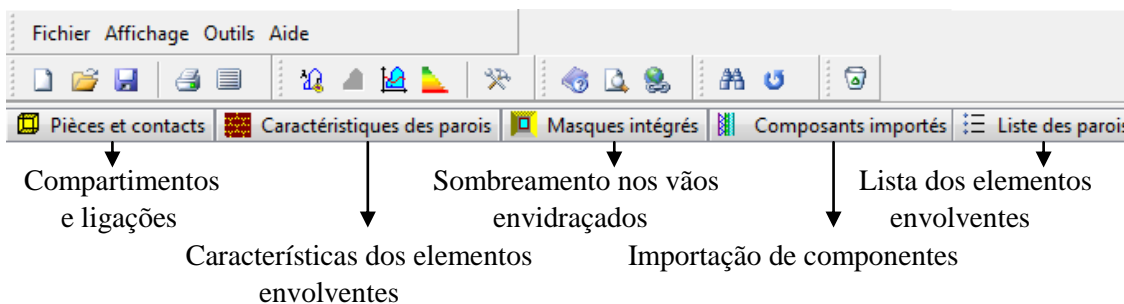 Fichier Affichage Outils Aide
Pièces et contacts Caractéristiques des parois Masques intégrés Composants importés Liste des parois
Compartimentos
e ligações
Sombreamento nos vãos
envidraçados
Lista dos elementos
envolventes
Características dos elementos
envolventes
Importação de componentes